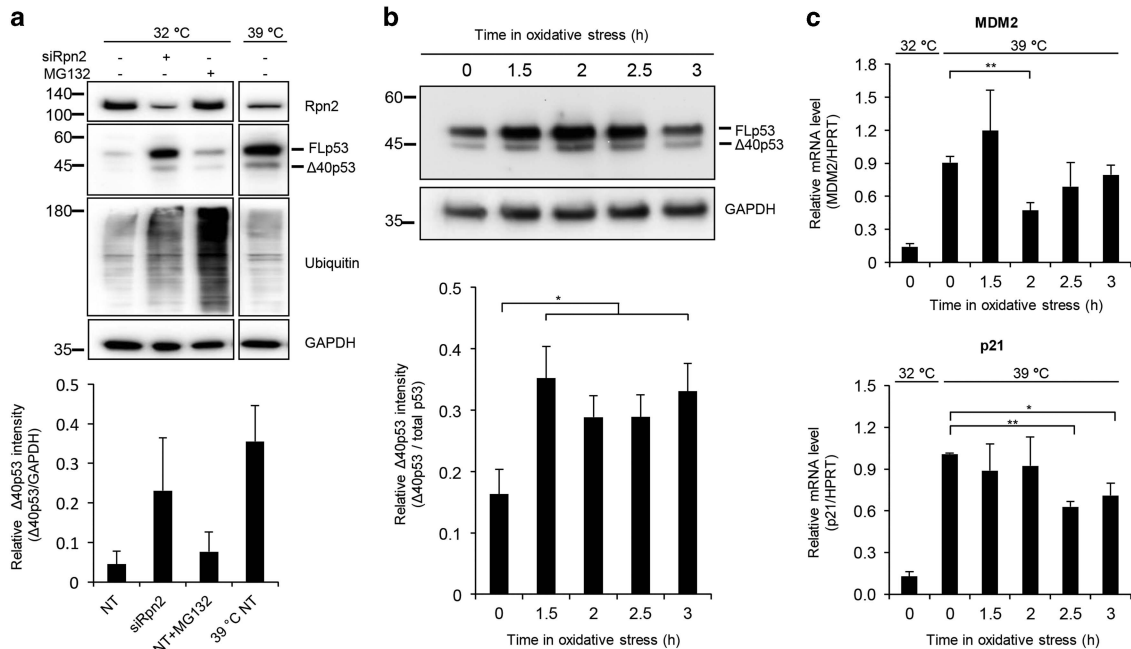 a
32 °C 39 °C
siRpn2 - + - -
MG132 - - + -
140
100
Rpn2
60
45
FLp53
Δ40p53
180
Ubiquitin
35
GAPDH
Relative Δ40p53 intensity
(Δ40p53/GAPDH)
0.5
0.4
0.3
0.2
0.1
0
NT
siRpn2
NT+MG132
39 °C NT
b
Time in oxidative stress (h)
0 1.5 2 2.5 3
60
45
FLp53
Δ40p53
35
GAPDH
Relative Δ40p53 intensity
(Δ40p53 / total p53)
0.5
0.4
0.3
0.2
0.1
0
*
0 1.5 2 2.5 3
Time in oxidative stress (h)
c
MDM2
32 °C 39 °C
Relative mRNA level
(MDM2/HPRT)
1.8
1.5
1.2
0.9
0.6
0.3
0
**
0 0 1.5 2 2.5 3
Time in oxidative stress (h)
p21
32 °C 39 °C
Relative mRNA level
(p21/HPRT)
1.5
1.2
0.9
0.6
0.3
0
*
**
0 0 1.5 2 2.5 3
Time in oxidative stress (h)